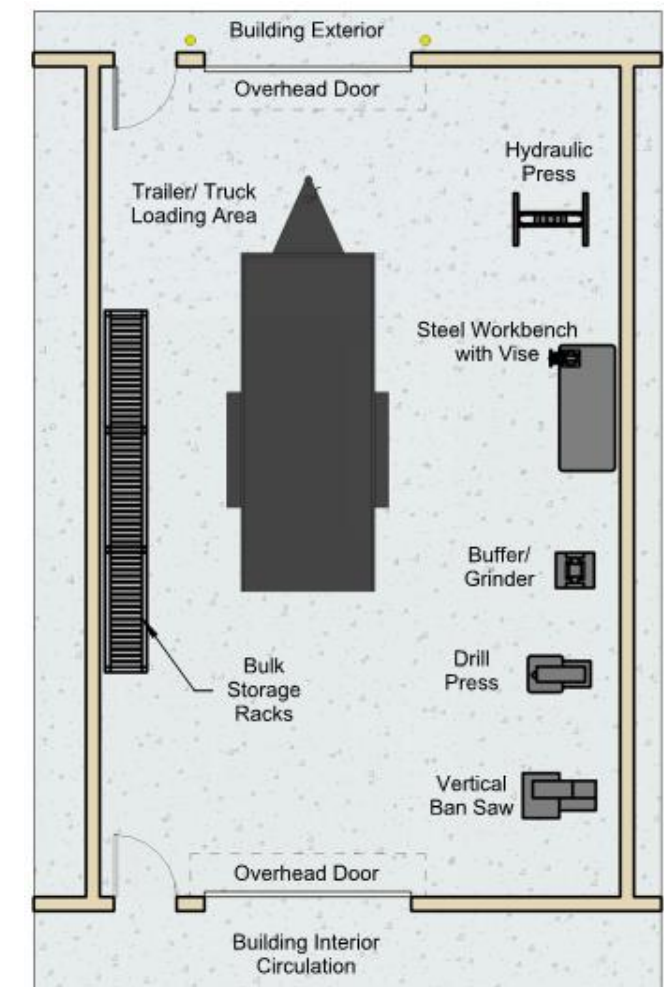 Building Exterior
Overhead Door
Hydraulic
Press
Trailer/ Truck
Loading Area
Steel Workbench
with Vise
Buffer/
Grinder
Drill
Press
Bulk
Storage
Racks
Vertical
Ban Saw
Overhead Door
Building Interior
Circulation